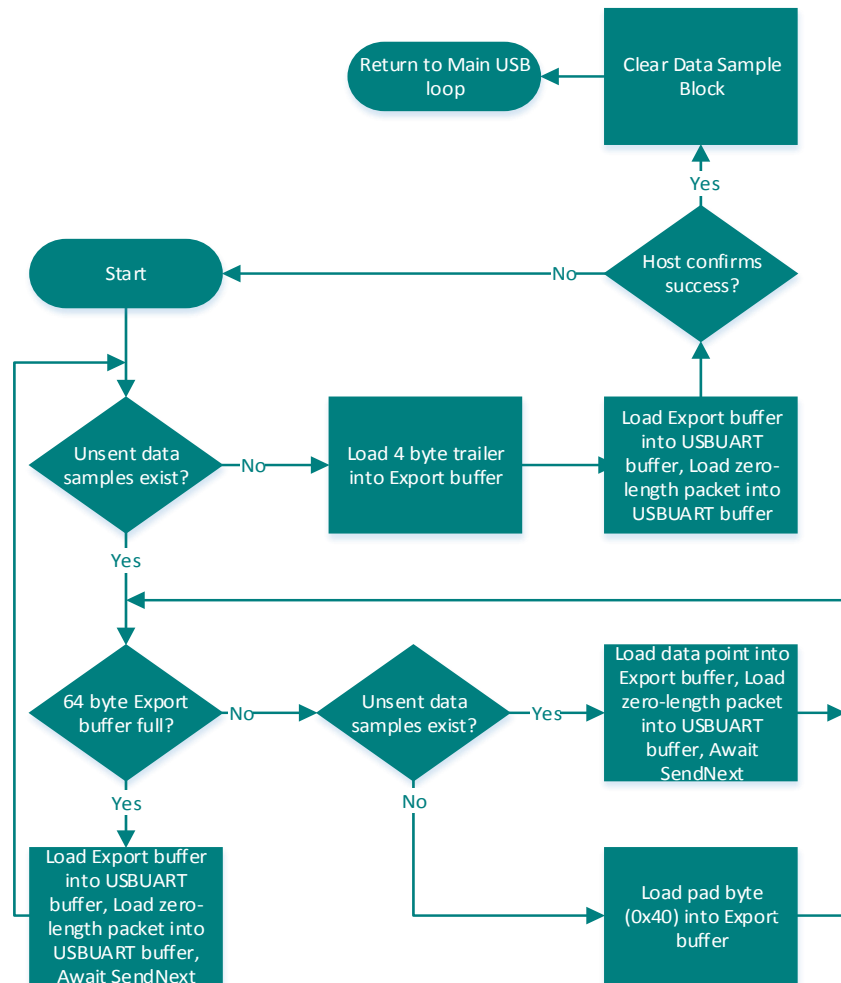 Return to Main USB
loop
Clear Data Sample
Block
Yes
Start
No
Host confirms
success?
Unsent data
samples exist?
No
Load 4 byte trailer
into Export buffer
Load Export buffer
into USBUART
buffer, Load zero-
length packet into
USBUART buffer
Yes
64 byte Export
buffer full?
No
Unsent data
samples exist?
Yes
Load data point into
Export buffer, Load
zero-length packet
into USBUART
buffer, Await
SendNext
Yes
No
Load Export buffer
into USBUART
buffer, Load zero-
length packet into
USBUART buffer,
Await SendNext
Load pad byte
(0x40) into Export
buffer